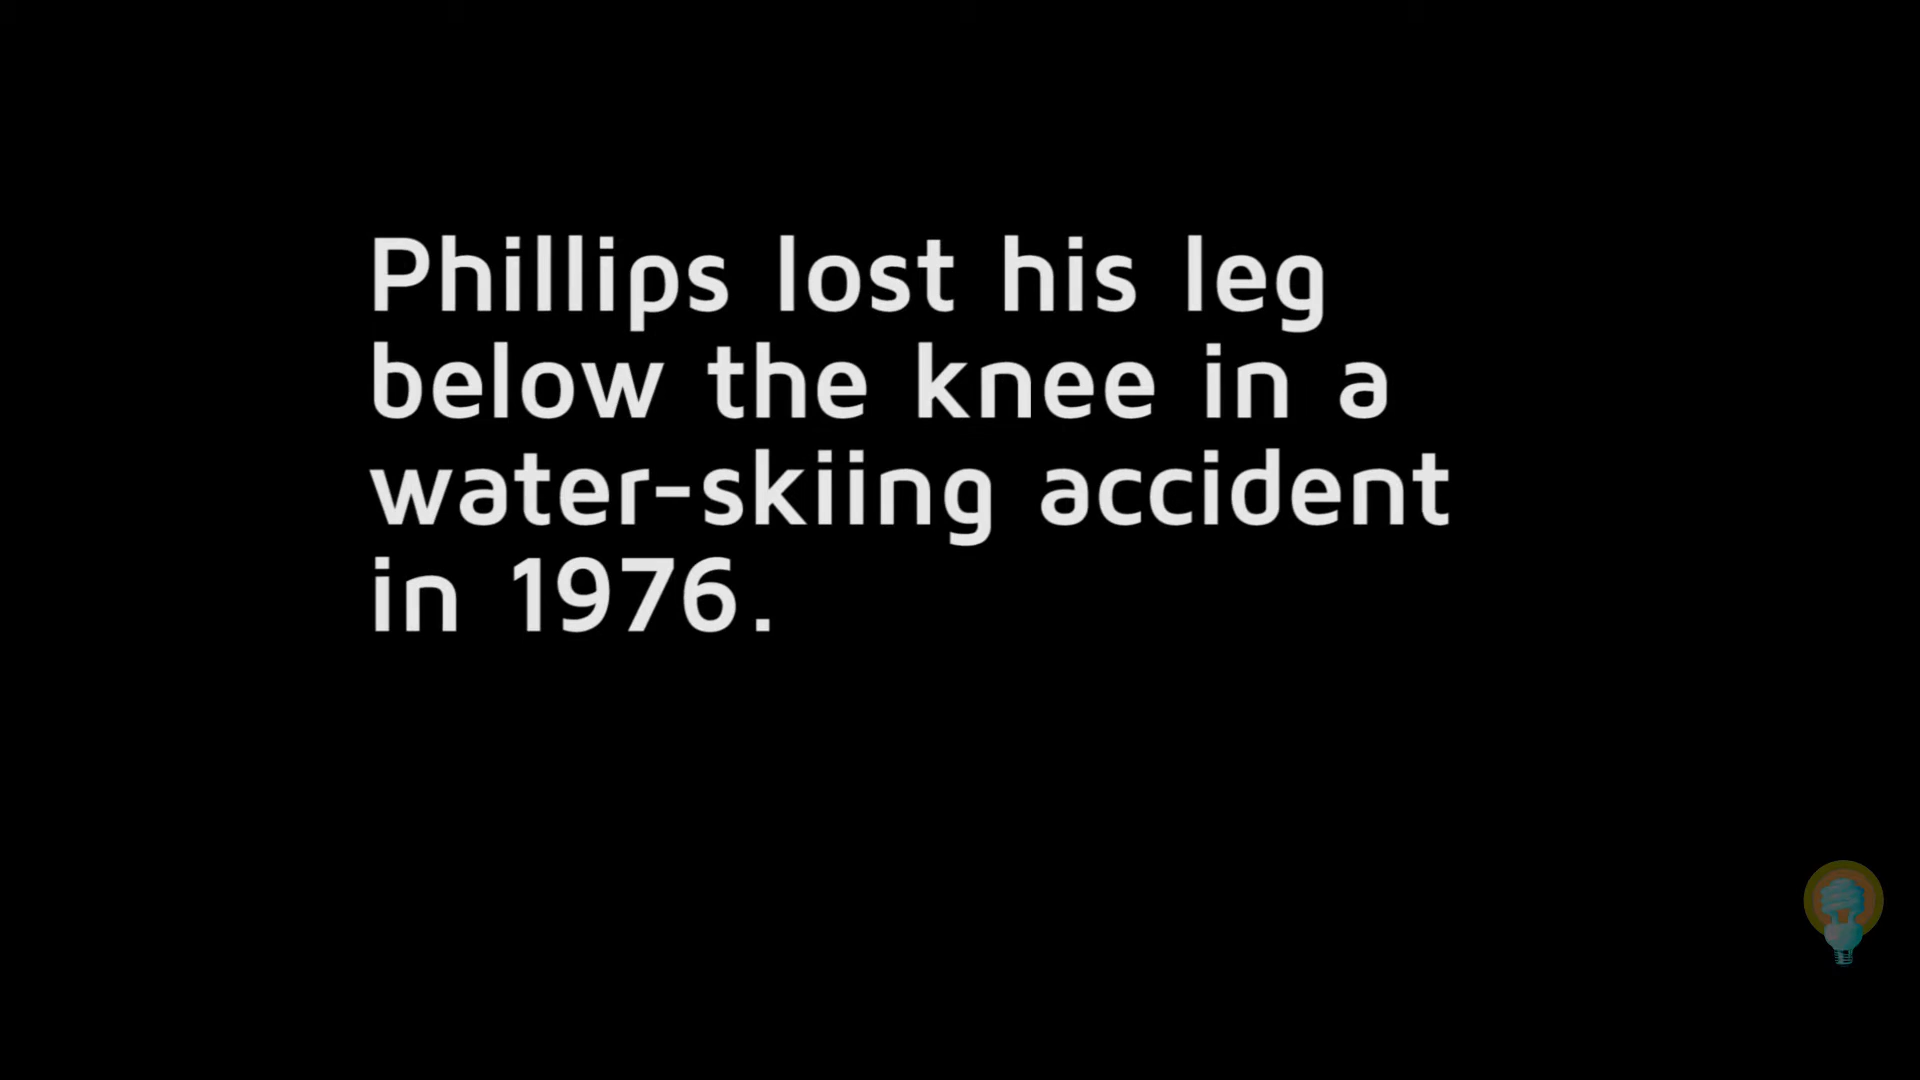 Phillips lost his leg
below the knee in a
water-skiing accident
in 1976.